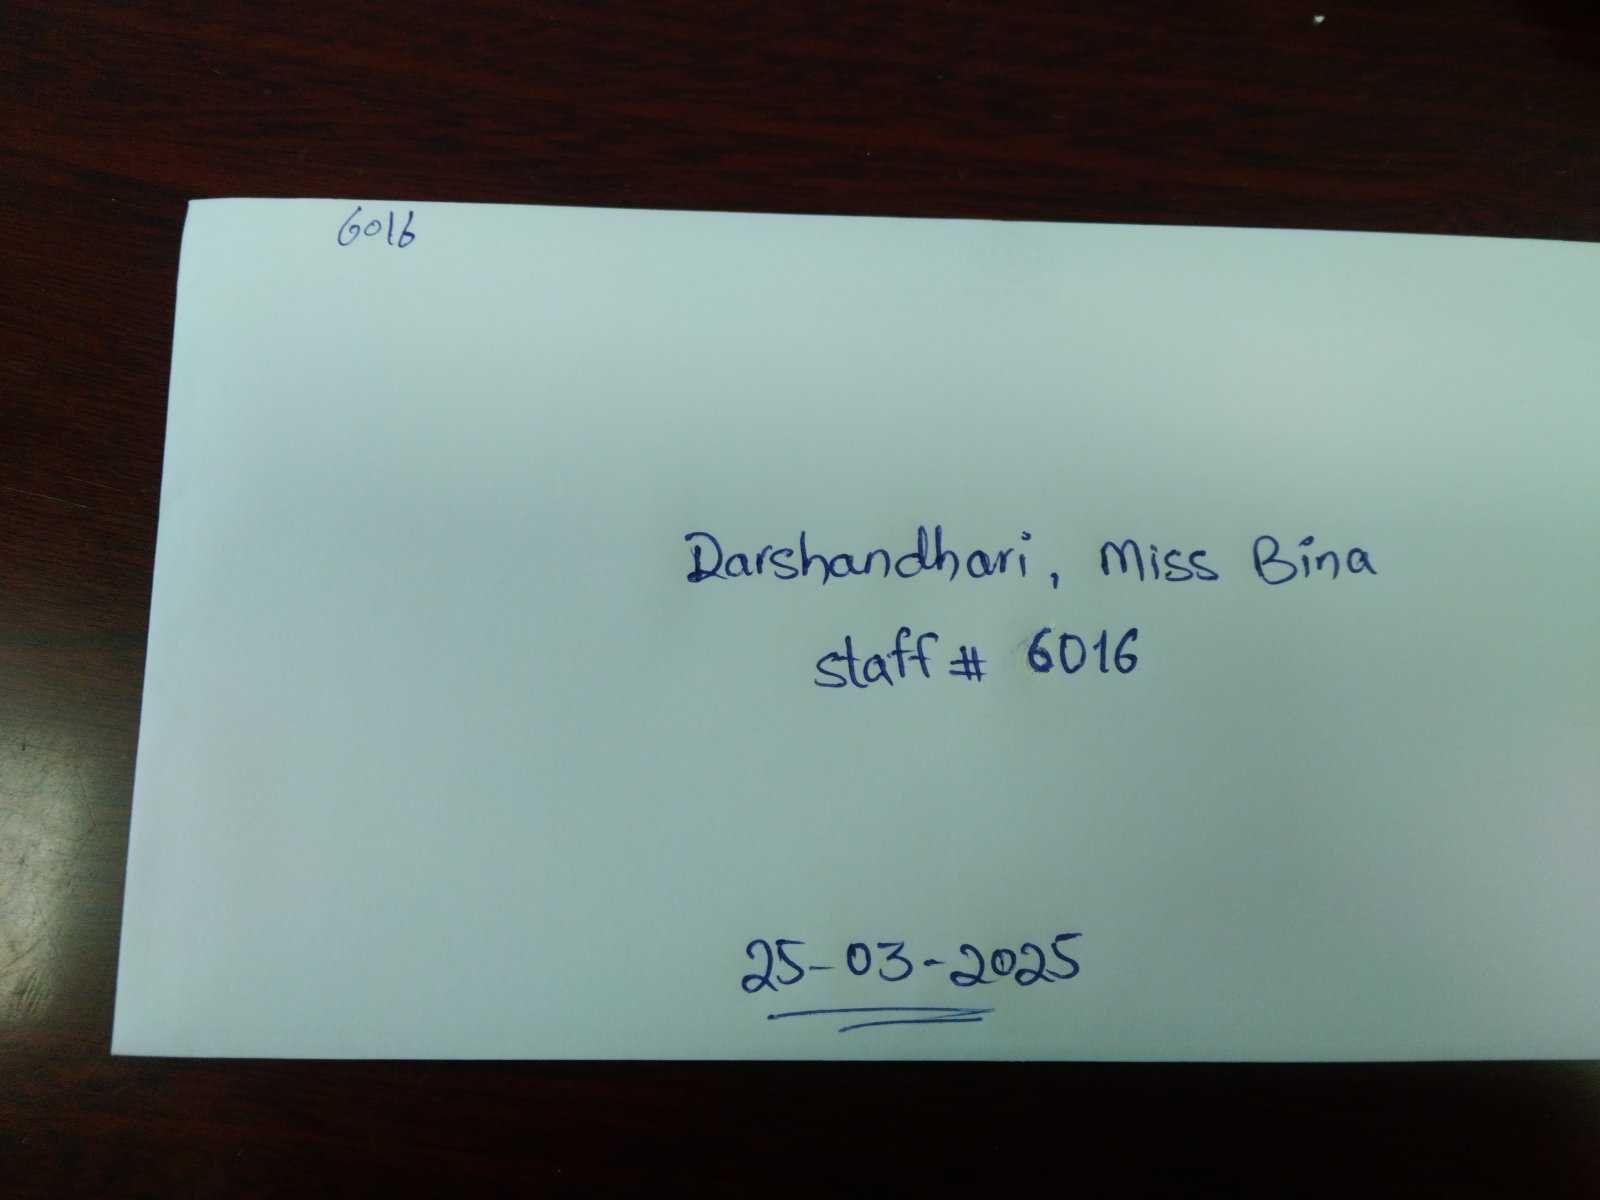 6016
Darshandhari, Miss Bina
staff # 6016
25-03-2025